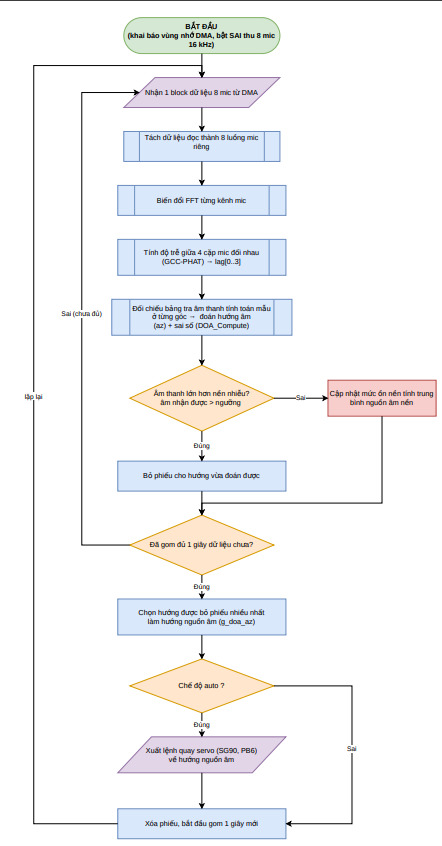 BẮT ĐẦU
(khai báo vùng nhớ DMA, bật SAI thu 8 mic
16 kHz)
Nhận 1 block dữ liệu 8 mic từ DMA
Tách dữ liệu đọc thành 8 luồng mic
riêng
Biến đổi FFT từng kênh mic
Tính độ trễ giữa 4 cặp mic đối nhau
(GCC-PHAT) → lag[0..3]
Đối chiếu bảng tra âm thanh tính toán mẫu
ở từng góc → đoán hướng âm
(az) + sai số (DOA_Compute)
Sai (chưa đủ)
Âm thanh lớn hơn nền nhiễu?
âm nhận được > ngưỡng
Sai
Cập nhật mức ồn nền tính trung
bình nguồn âm nền
lặp lại
Đúng
Bỏ phiếu cho hướng vừa đoán được
Đã gom đủ 1 giây dữ liệu chưa?
Đúng
Chọn hướng được bỏ phiếu nhiều nhất
làm hướng nguồn âm (g_doa_az)
Chế độ auto ?
Đúng
Sai
Xuất lệnh quay servo (SG90, PB6)
về hướng nguồn âm
Xóa phiếu, bắt đầu gom 1 giây mới